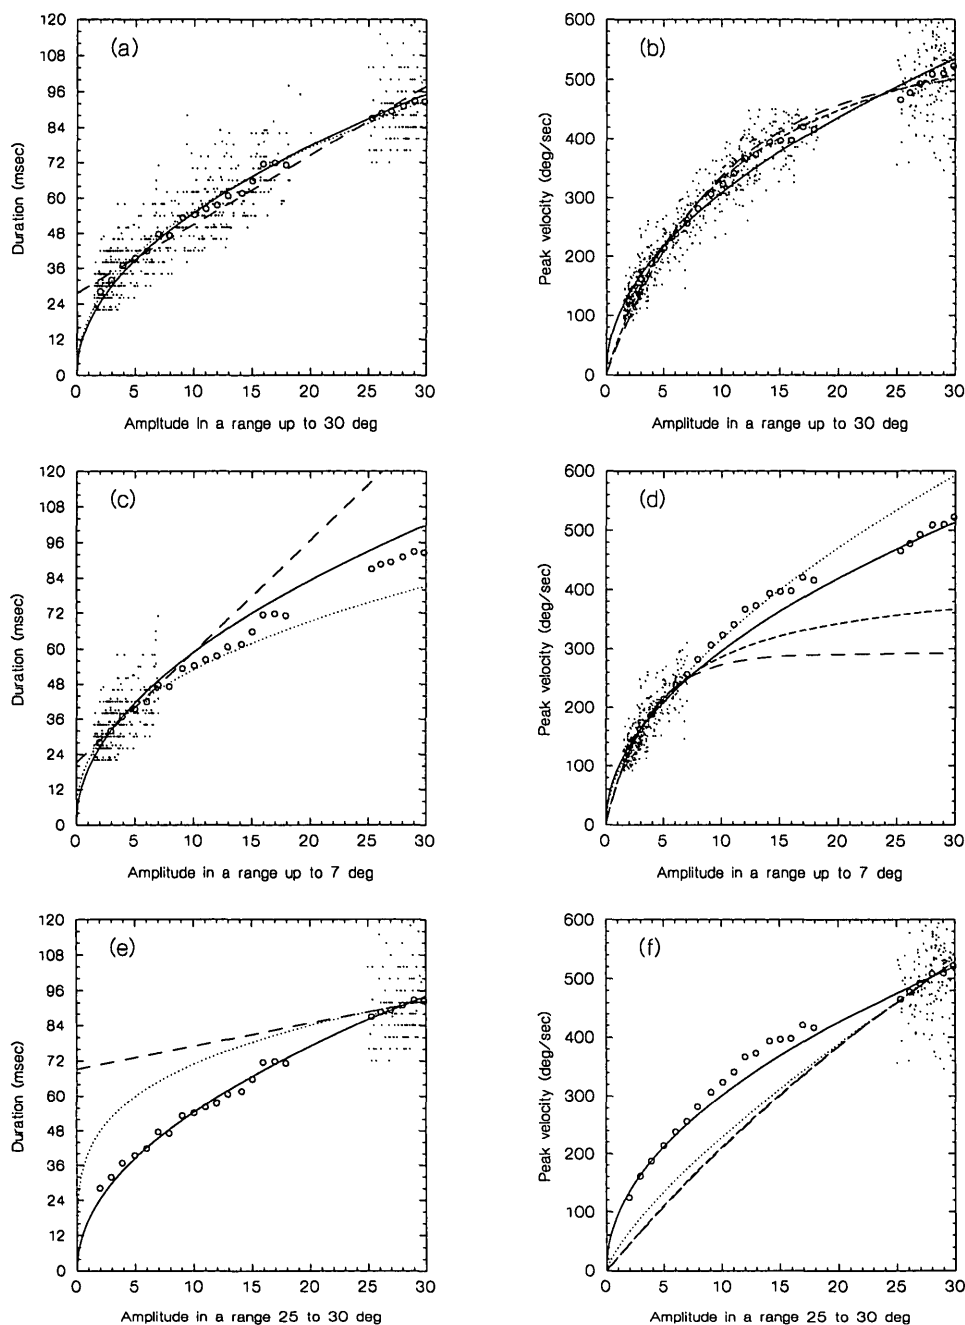 (a)
Duration (msec)
120
108
96
84
72
60
48
36
24
12
0
0 5 10 15 20 25 30
Amplitude in a range up to 30 deg
(b)
Peak velocity (deg/sec)
600
500
400
300
200
100
0
0 5 10 15 20 25 30
Amplitude in a range up to 30 deg
(c)
Duration (msec)
120
108
96
84
72
60
48
36
24
12
0
0 5 10 15 20 25 30
Amplitude in a range up to 7 deg
(d)
Peak velocity (deg/sec)
600
500
400
300
200
100
0
0 5 10 15 20 25 30
Amplitude in a range up to 7 deg
(e)
Duration (msec)
120
108
96
84
72
60
48
36
24
12
0
0 5 10 15 20 25 30
Amplitude in a range 25 to 30 deg
(f)
Peak velocity (deg/sec)
600
500
400
300
200
100
0
0 5 10 15 20 25 30
Amplitude in a range 25 to 30 deg